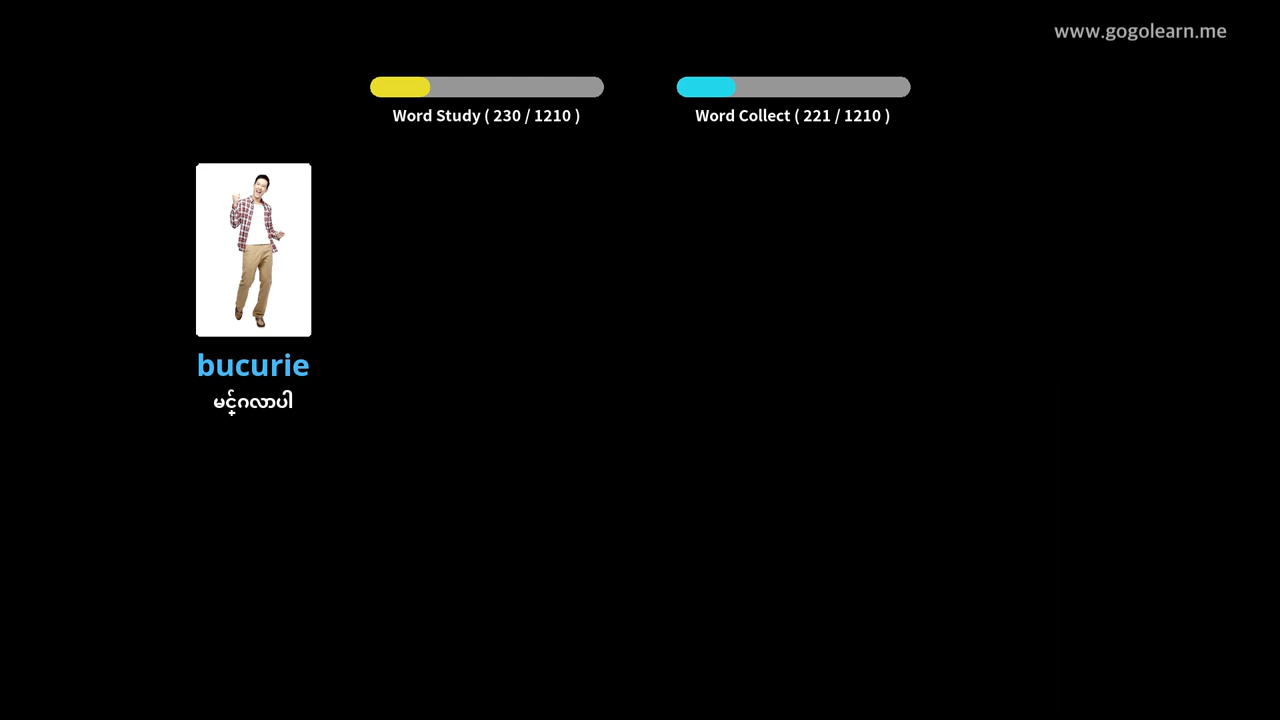 www.gogolearn.me
Word Study ( 230 / 1210 )
Word Collect ( 221 / 1210 )
bucurie
မင်္ဂလာပါ